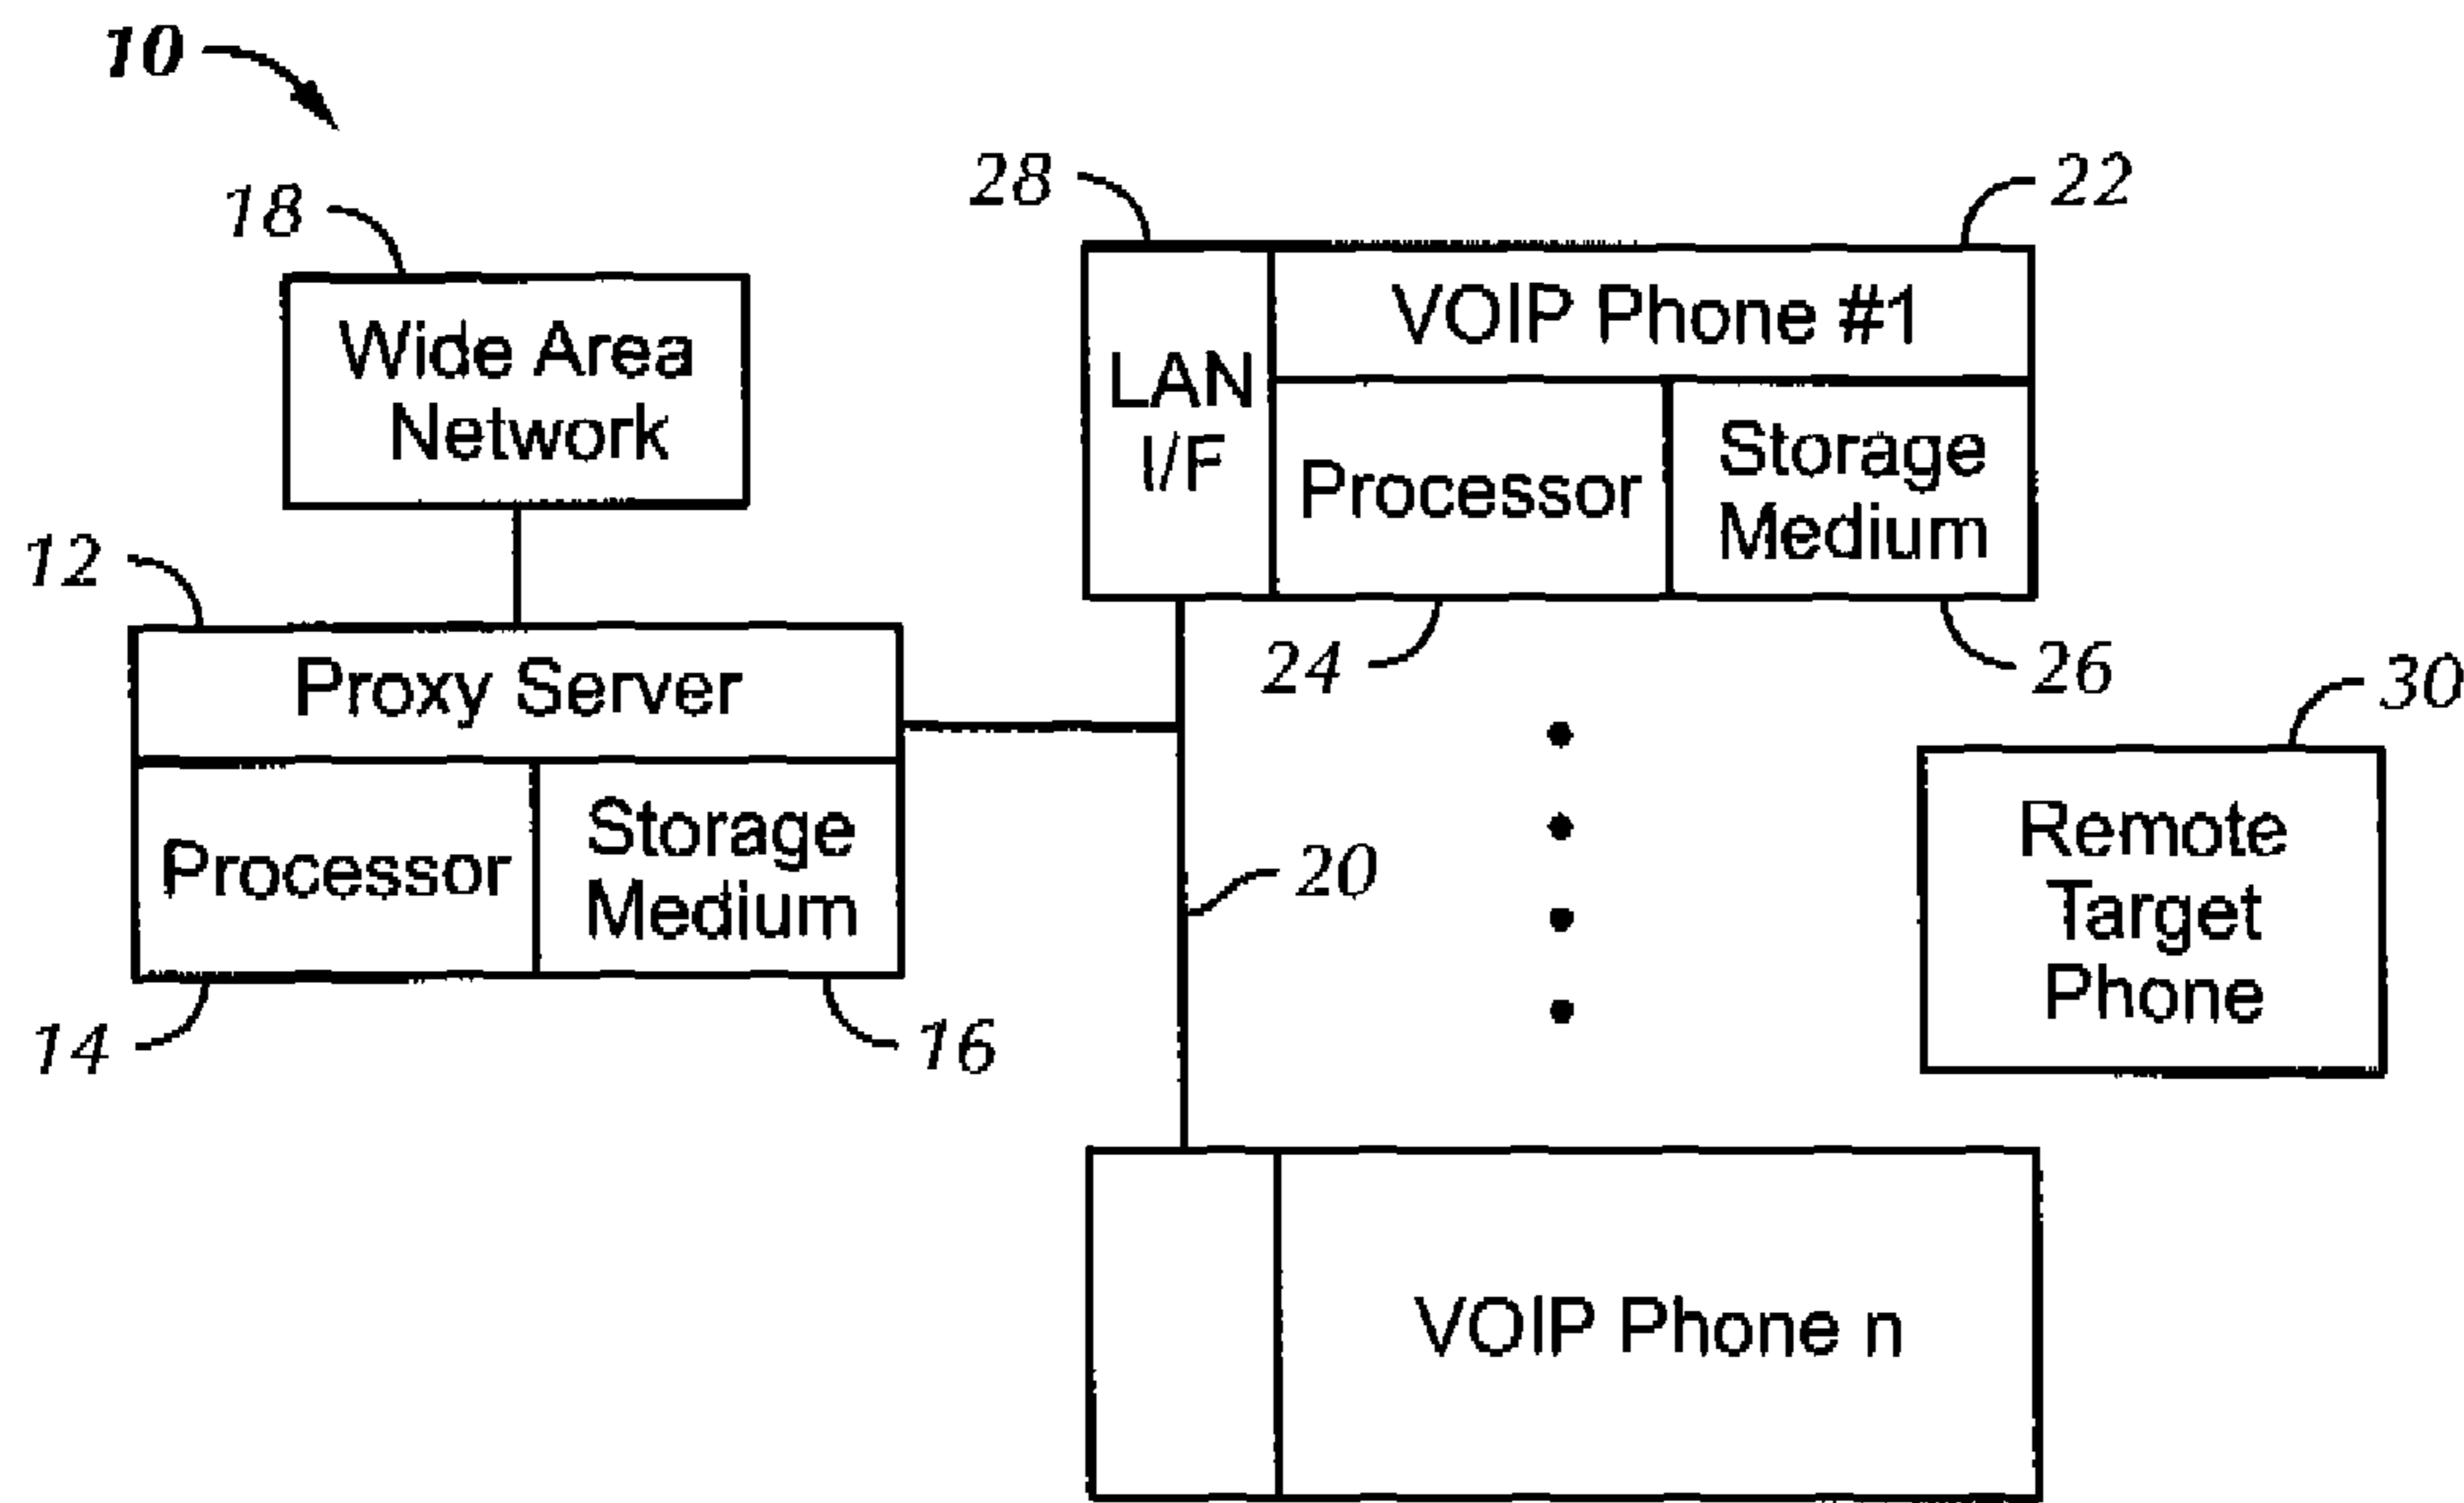 10
18
Wide Area
Network
12
Proxy Server
Processor
Storage
Medium
14
16
28
22
LAN
I/F
VOIP Phone #1
Processor
Storage
Medium
24
26
20
30
Remote
Target
Phone
VOIP Phone n